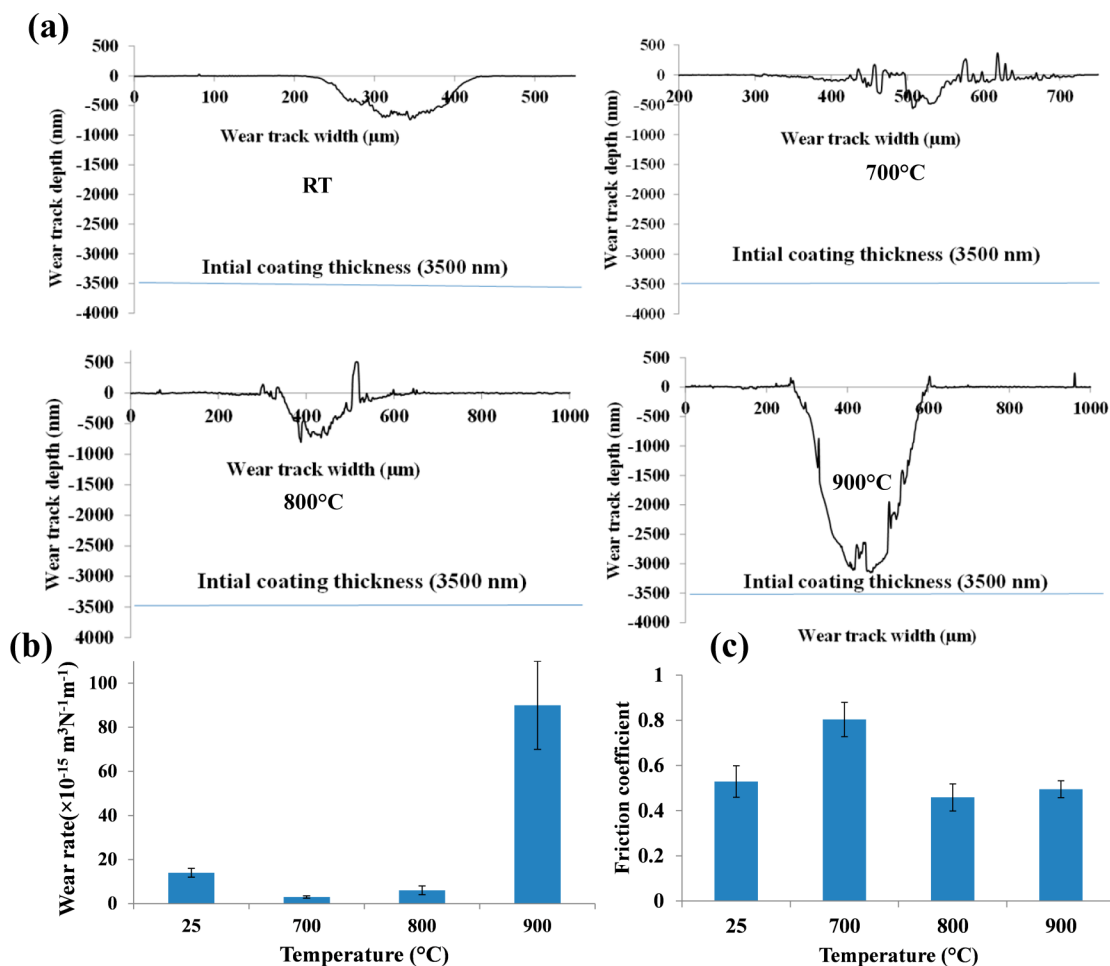 (a)
500
0
-500
-1000
-1500
-2000
-2500
-3000
-3500
-4000
Wear track depth (nm)
0 100 200 300 400 500
Wear track width (µm)
RT
Intial coating thickness (3500 nm)
500
0
-500
-1000
-1500
-2000
-2500
-3000
-3500
-4000
Wear track depth (nm)
200 300 400 500 600 700
Wear track width (µm)
700°C
Intial coating thickness (3500 nm)
500
0
-500
-1000
-1500
-2000
-2500
-3000
-3500
4000
Wear track depth (nm)
0 200 400 600 800 1000
Wear track width (µm)
800°C
Intial coating thickness (3500 nm)
500
0
-500
-1000
-1500
-2000
-2500
-3000
-3500
-4000
Wear track depth (nm)
0 200 400 600 800 1000
900°C
Intial coating thickness (3500 nm)
Wear track width (µm)
(b)
100
80
60
40
20
0
Wear rate(×10⁻¹⁵ m³N⁻¹m⁻¹)
25 700 800 900
Temperature (°C)
(c)
1
0.8
0.6
0.4
0.2
0
Friction coefficient
25 700 800 900
Temperature (°C)